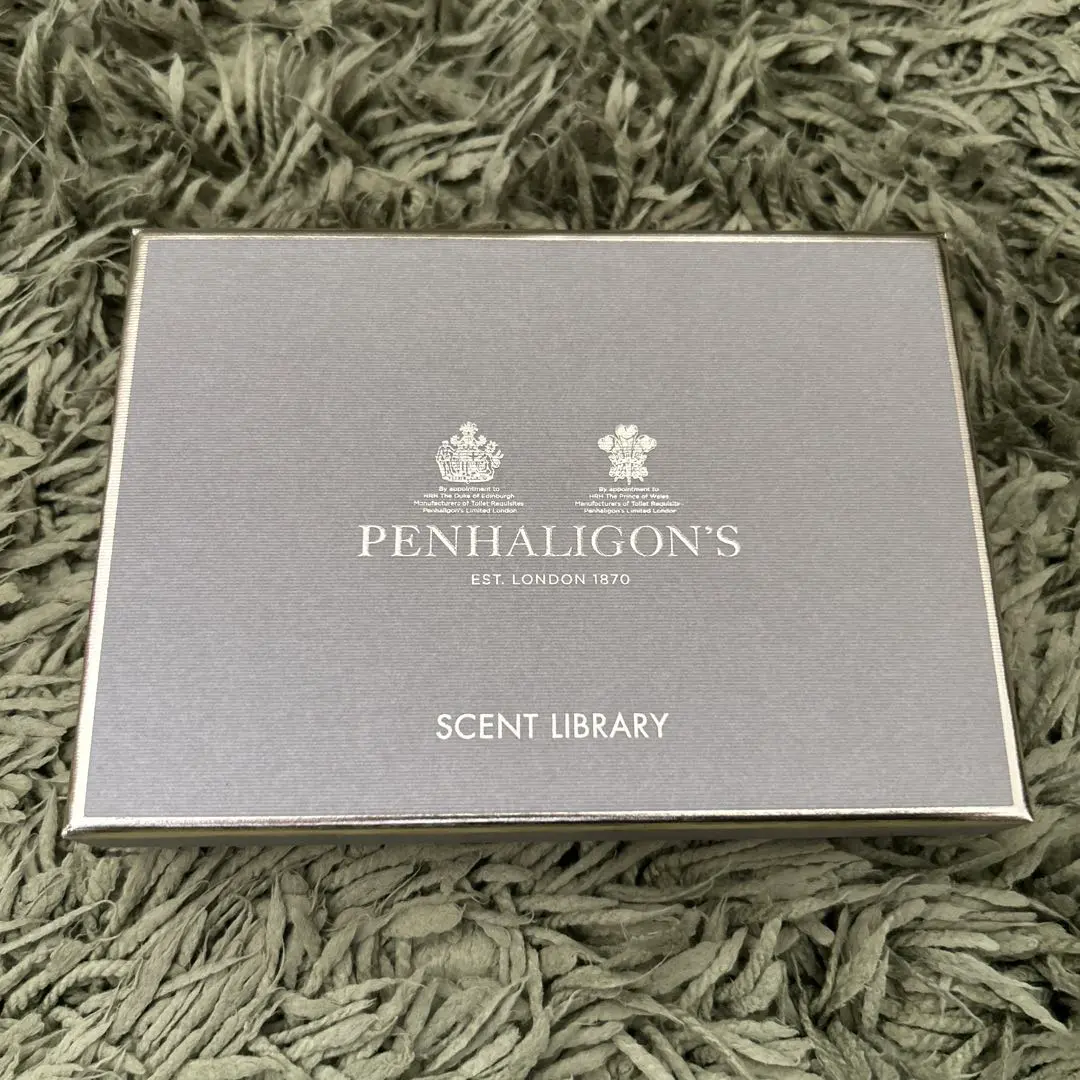 By appointment to
HRH The Duke of Edinburgh
Manufacturers of Toilet Requisites
Penhaligon's Limited London
By appointment to
HRH The Prince of Wales
Manufacturers of Toilet Requisites
Penhaligon's Limited London
PENHALIGON'S
EST. LONDON 1870
SCENT LIBRARY